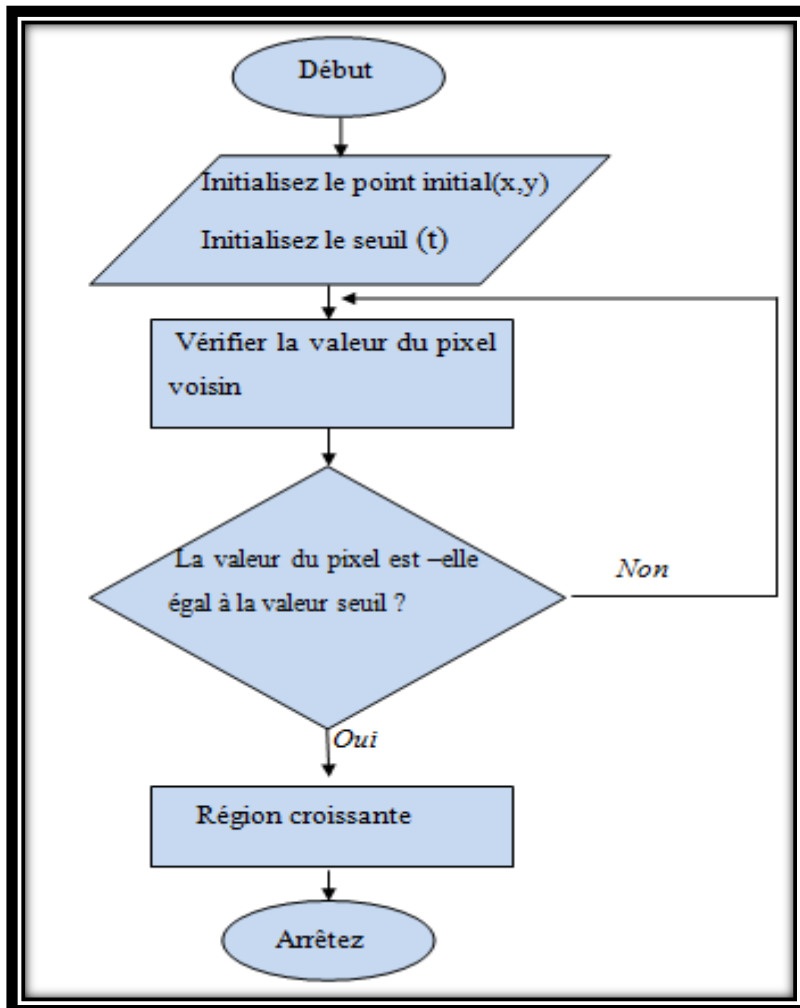 Début
Initialisez le point initial(x,y)
Initialisez le seuil (t)
Vérifier la valeur du pixel
voisin
La valeur du pixel est –elle
égal à la valeur seuil ?
Non
Oui
Région croissante
Arrêtez